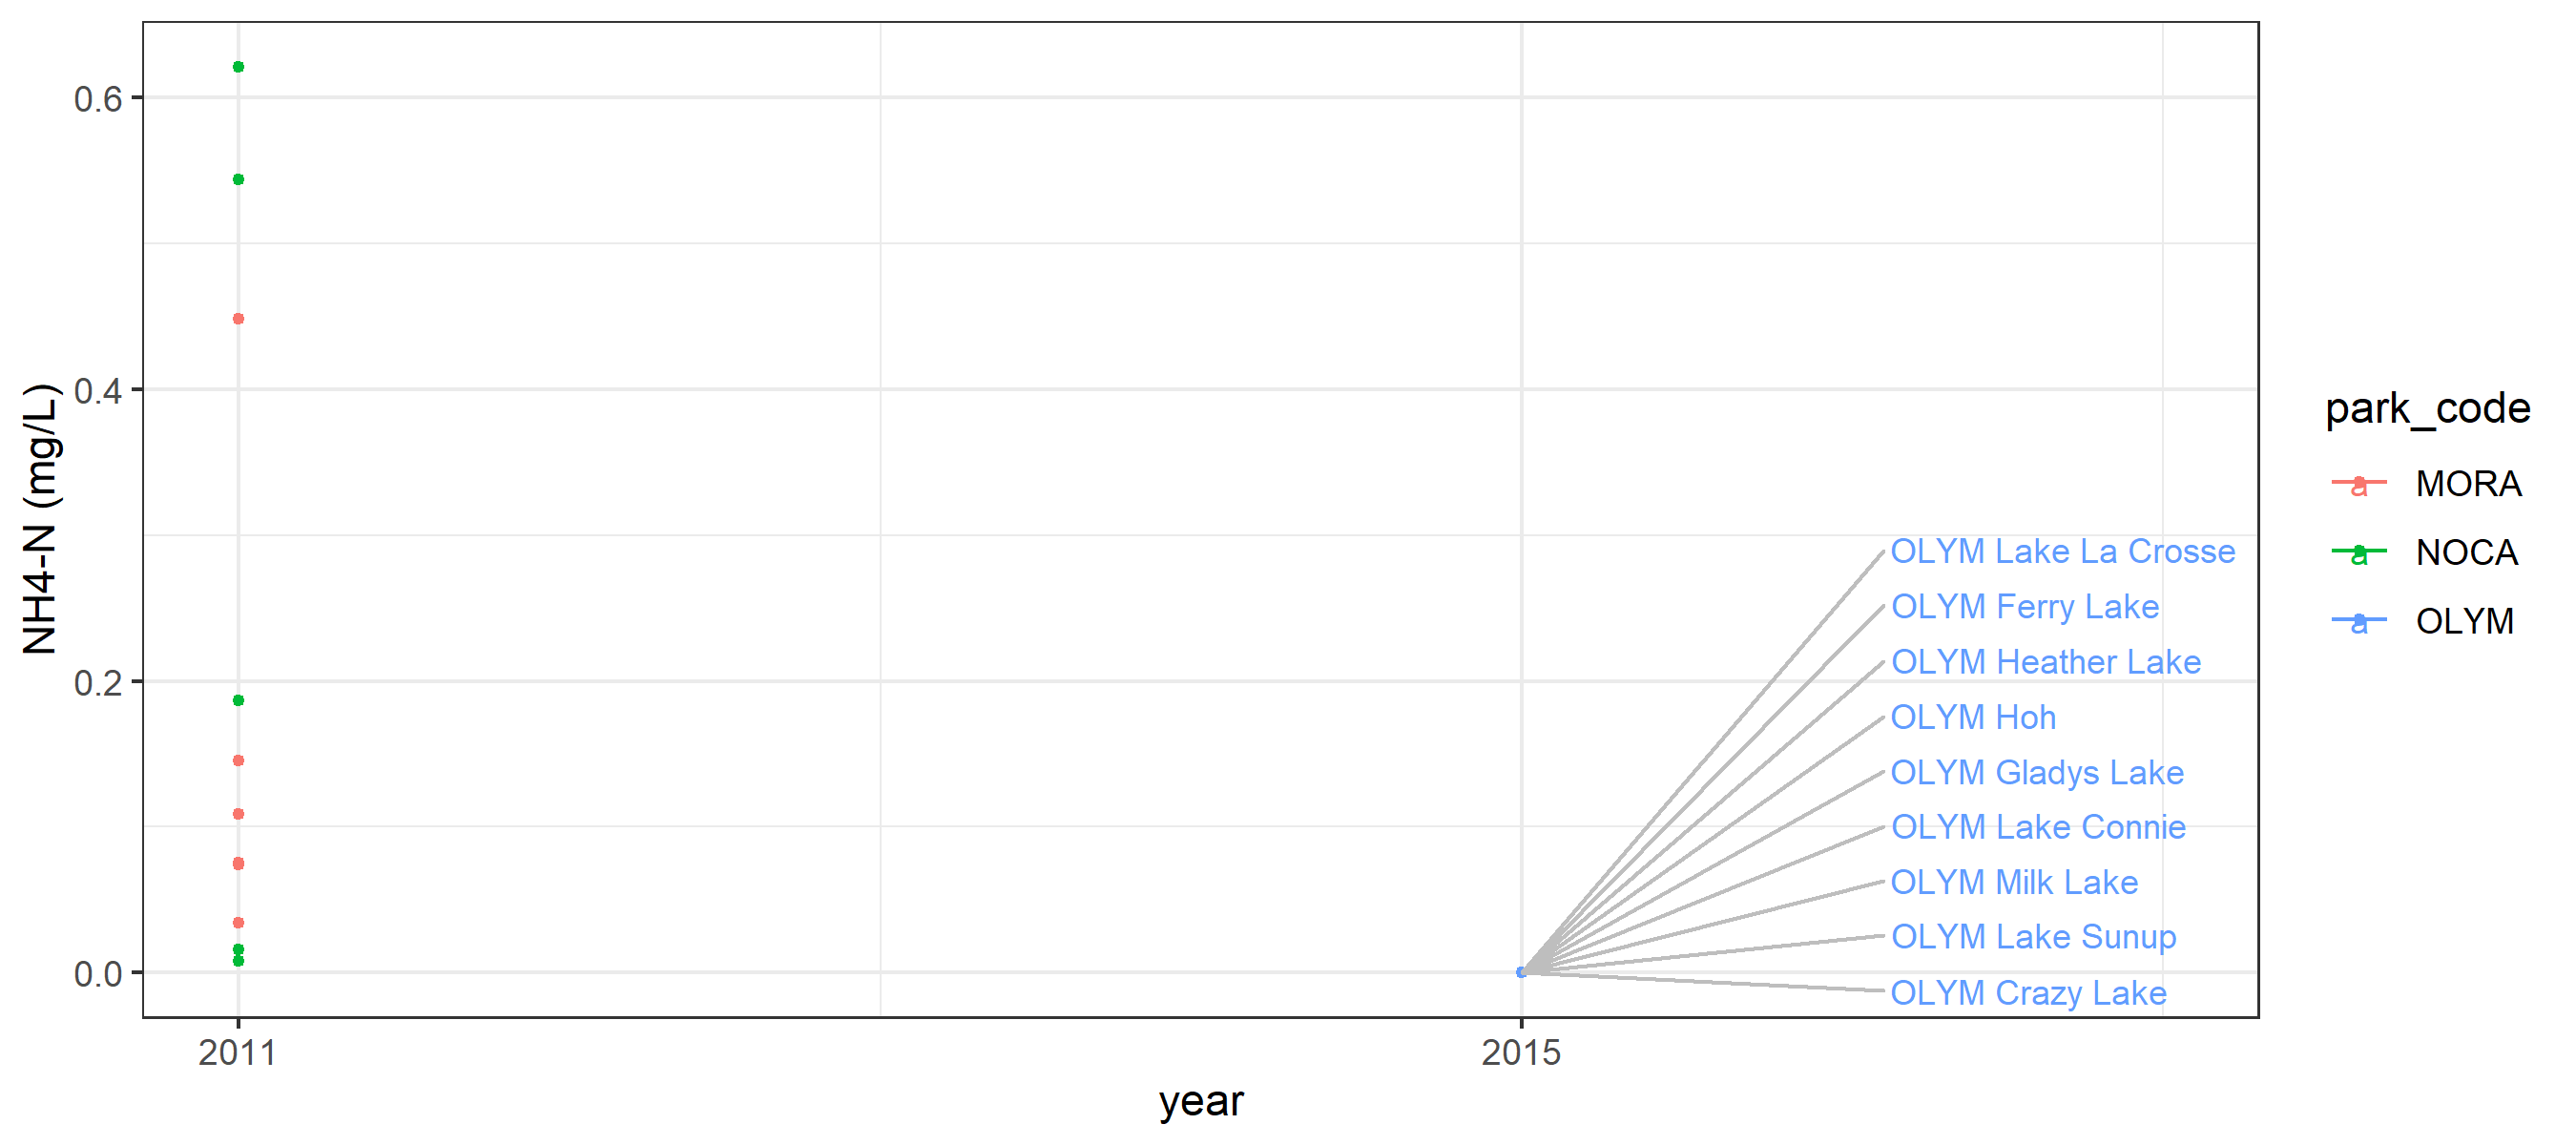 NH4-N (mg/L)
0.6
0.4
0.2
0.0
2011
2015
year
OLYM Lake La Crosse
OLYM Ferry Lake
OLYM Heather Lake
OLYM Hoh
OLYM Gladys Lake
OLYM Lake Connie
OLYM Milk Lake
OLYM Lake Sunup
OLYM Crazy Lake
park_code
a MORA
a NOCA
a OLYM